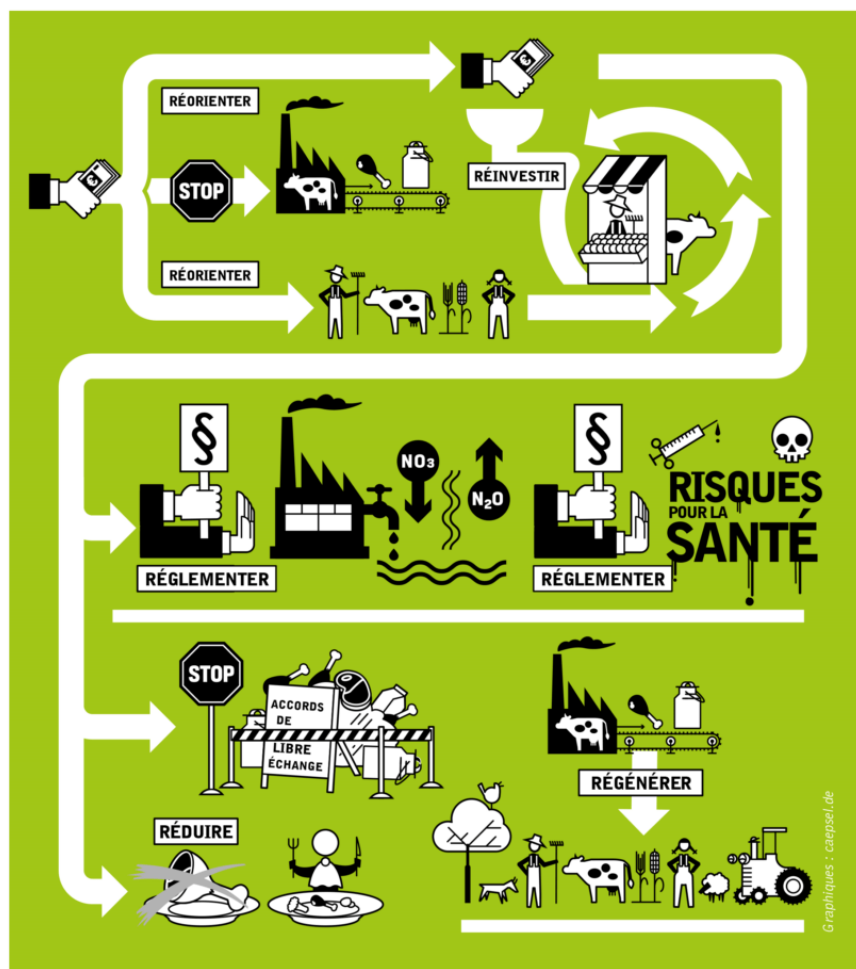 RÉORIENTER
€
€
STOP
RÉINVESTIR
RÉORIENTER
§
§
NO₃
N₂O
RISQUES
POUR LA
SANTÉ
RÉGLEMENTER
RÉGLEMENTER
STOP
ACCORDS
DE
LIBRE
ÉCHANGE
RÉGÉNÉRER
RÉDUIRE
Graphiques : caepsel.de